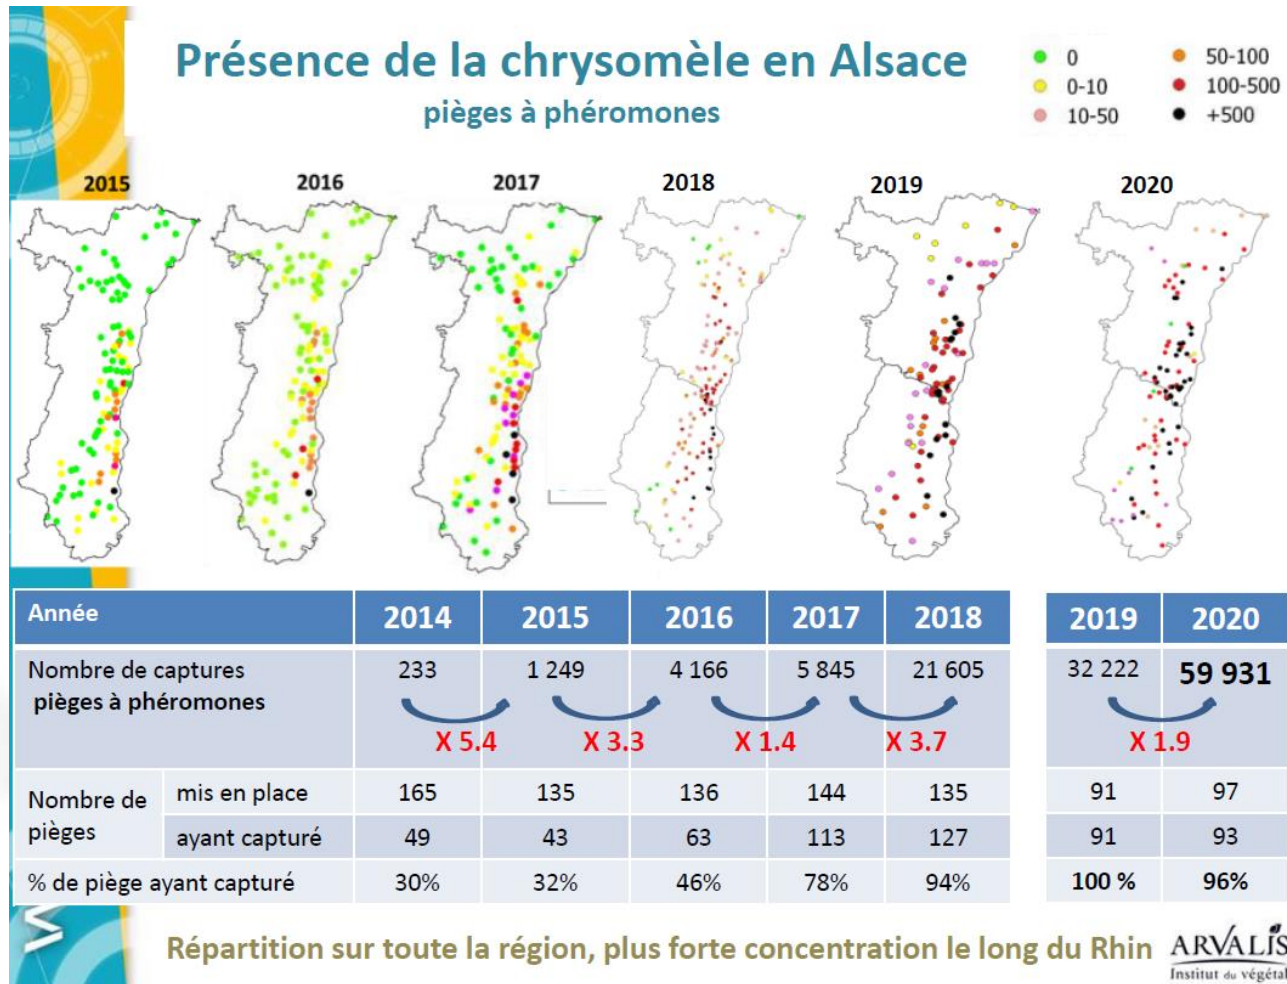 Présence de la chrysomèle en Alsace
pièges à phéromones
0
0-10
10-50
50-100
100-500
+500
2015 2016 2017 2018 2019 2020
Année 2014 2015 2016 2017 2018 2019 2020
Nombre de captures 233 1 249 4 166 5 845 21 605 32 222 59 931
pièges à phéromones
X 5.4 X 3.3 X 1.4 X 3.7 X 1.9
Nombre de pièges mis en place 165 135 136 144 135 91 97
ayant capturé 49 43 63 113 127 91 93
% de piège ayant capturé 30% 32% 46% 78% 94% 100 % 96%
Répartition sur toute la région, plus forte concentration le long du Rhin
ARVALIS
Institut du végétal